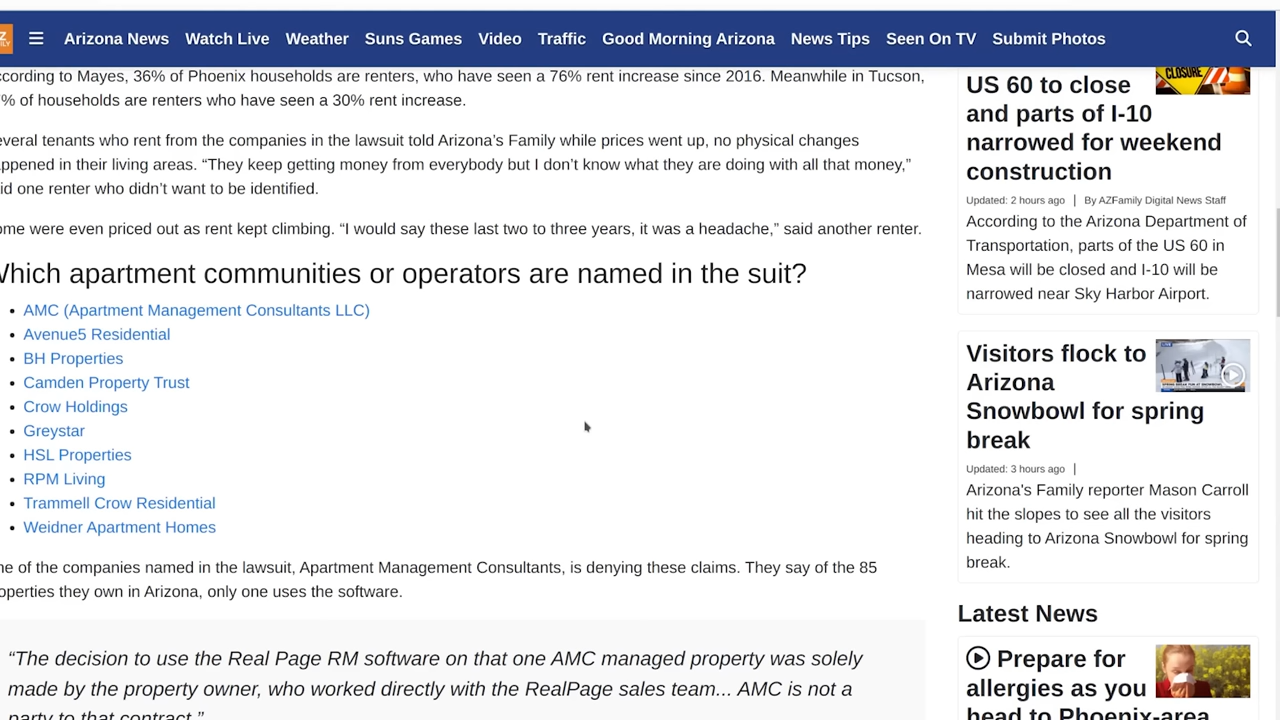 Arizona News Watch Live Weather Suns Games Video Traffic Good Morning Arizona News Tips Seen On TV Submit Photos
ccording to Mayes, 36% of Phoenix households are renters, who have seen a 76% rent increase since 2016. Meanwhile in Tucson,
% of households are renters who have seen a 30% rent increase.
everal tenants who rent from the companies in the lawsuit told Arizona’s Family while prices went up, no physical changes
appened in their living areas. “They keep getting money from everybody but I don’t know what they are doing with all that money,”
id one renter who didn’t want to be identified.
ome were even priced out as rent kept climbing. “I would say these last two to three years, it was a headache,” said another renter.
Which apartment communities or operators are named in the suit?
• AMC (Apartment Management Consultants LLC)
• Avenue5 Residential
• BH Properties
• Camden Property Trust
• Crow Holdings
• Greystar
• HSL Properties
• RPM Living
• Trammell Crow Residential
• Weidner Apartment Homes
ne of the companies named in the lawsuit, Apartment Management Consultants, is denying these claims. They say of the 85
operties they own in Arizona, only one uses the software.
“The decision to use the Real Page RM software on that one AMC managed property was solely
made by the property owner, who worked directly with the RealPage sales team... AMC is not a
party to that contract.”
CLOSURE
US 60 to close
and parts of I-10
narrowed for weekend
construction
Updated: 2 hours ago | By AZFamily Digital News Staff
According to the Arizona Department of
Transportation, parts of the US 60 in
Mesa will be closed and I-10 will be
narrowed near Sky Harbor Airport.
Visitors flock to
Arizona
Snowbowl for spring
break
Updated: 3 hours ago |
Arizona's Family reporter Mason Carroll
hit the slopes to see all the visitors
heading to Arizona Snowbowl for spring
break.
Latest News
Prepare for
allergies as you
head to Phoenix-area